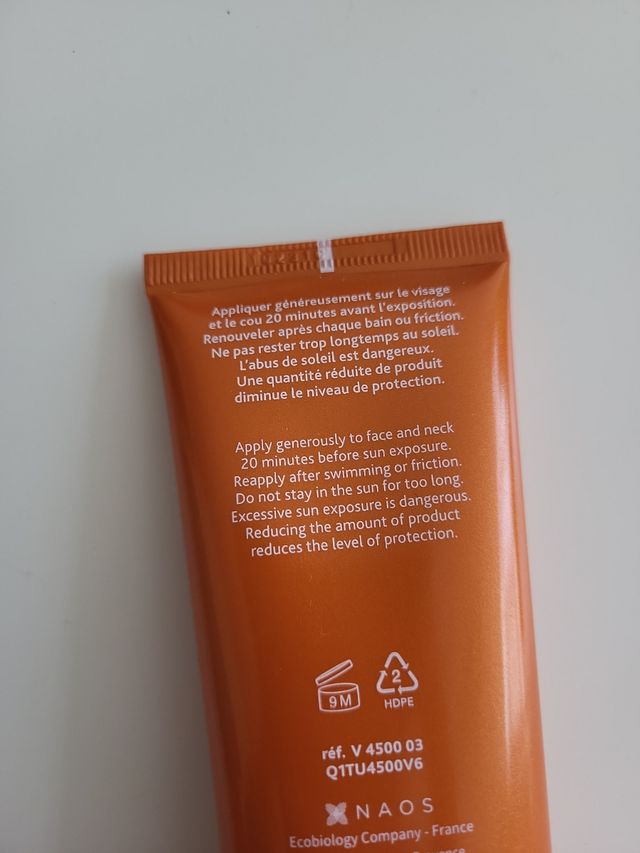 Appliquer généreusement sur le visage
et le cou 20 minutes avant l'exposition.
Renouveler après chaque bain ou friction.
Ne pas rester trop longtemps au soleil.
L'abus de soleil est dangereux.
Une quantité réduite de produit
diminue le niveau de protection.
Apply generously to face and neck
20 minutes before sun exposure.
Reapply after swimming or friction.
Do not stay in the sun for too long.
Excessive sun exposure is dangerous.
Reducing the amount of product
reduces the level of protection.
9M
2
HDPE
réf. V 4500 03
Q1TU4500V6
NAOS
Ecobiology Company - France